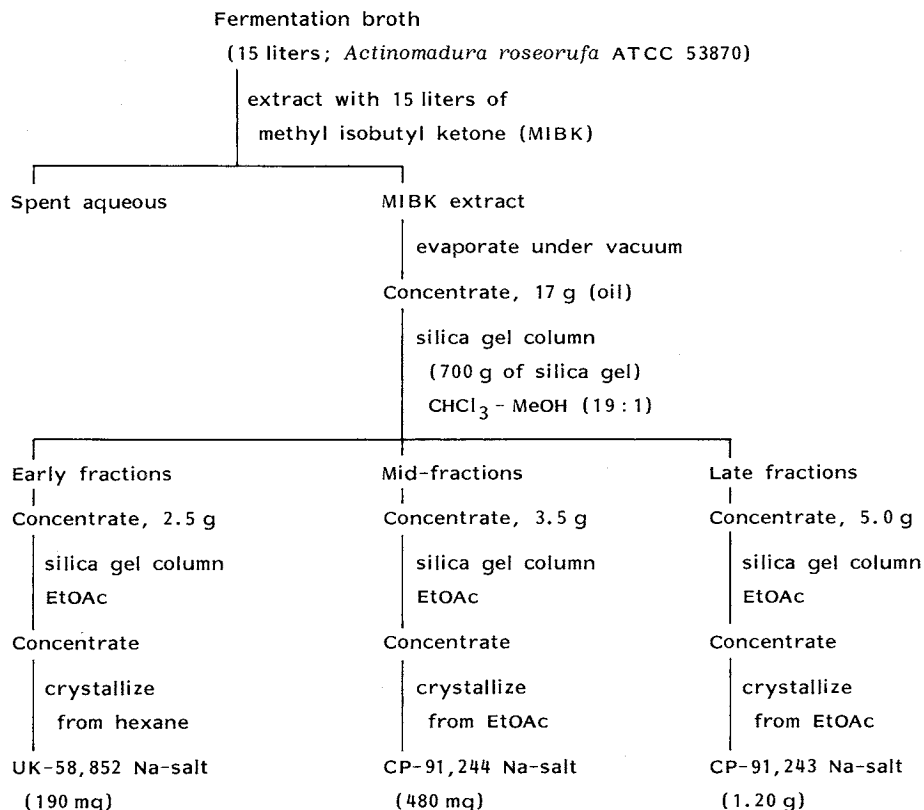 Fermentation broth
(15 liters; Actinomadura roseorufa ATCC 53870)
extract with 15 liters of
methyl isobutyl ketone (MIBK)
Spent aqueous
MIBK extract
evaporate under vacuum
Concentrate, 17 g (oil)
silica gel column
(700 g of silica gel)
CHCl3 - MeOH (19 : 1)
Early fractions
Concentrate, 2.5 g
silica gel column
EtOAc
Concentrate
crystallize
from hexane
UK-58,852 Na-salt
(190 mg)
Mid-fractions
Concentrate, 3.5 g
silica gel column
EtOAc
Concentrate
crystallize
from EtOAc
CP-91,244 Na-salt
(480 mg)
Late fractions
Concentrate, 5.0 g
silica gel column
EtOAc
Concentrate
crystallize
from EtOAc
CP-91,243 Na-salt
(1.20 g)